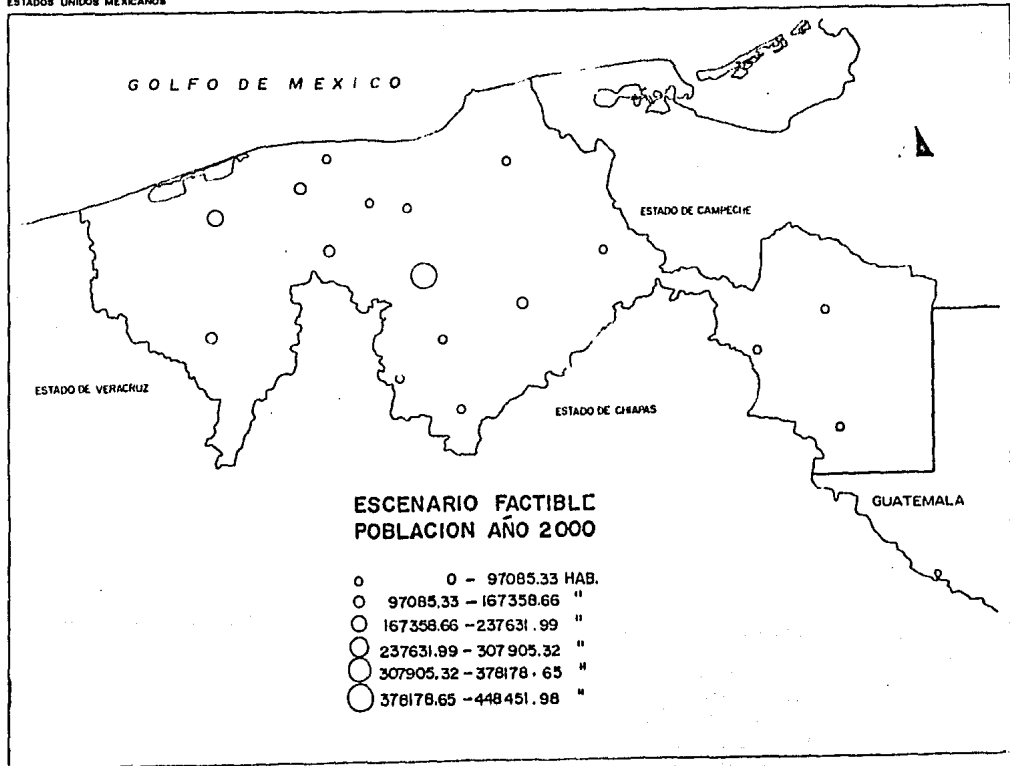 ESTADOS UNIDOS MEXICANOS
GOLFO DE MEXICO
ESTADO DE CAMPECHE
ESTADO DE VERACRUZ
ESTADO DE CHIAPAS
GUATEMALA
ESCENARIO FACTIBLE
POBLACION AÑO 2000
0 - 97085.33 HAB.
97085.33 - 167358.66 "
167358.66 - 237631.99 "
237631.99 - 307905.32 "
307905.32 - 378178.65 "
378178.65 - 448451.98 "